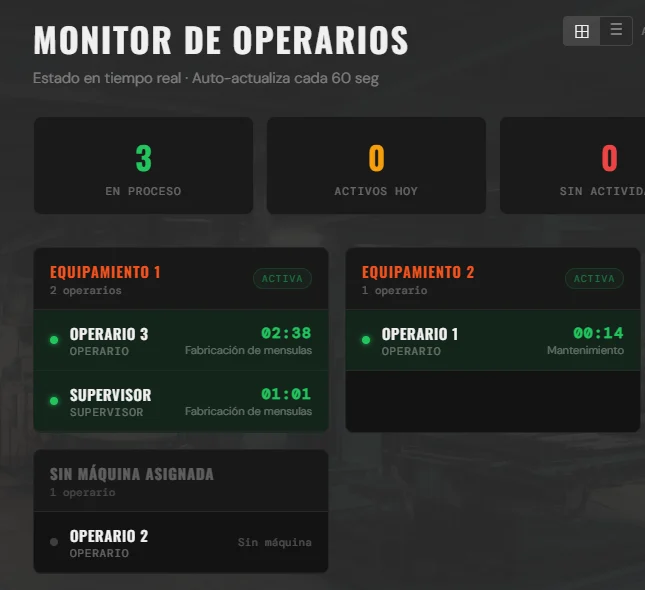 MONITOR DE OPERARIOS
Estado en tiempo real · Auto-actualiza cada 60 seg
3
EN PROCESO
0
ACTIVOS HOY
0
SIN ACTIVID
EQUIPAMIENTO 1
2 operarios
ACTIVA
OPERARIO 3
OPERARIO
02:38
Fabricación de mensulas
SUPERVISOR
SUPERVISOR
01:01
Fabricación de mensulas
EQUIPAMIENTO 2
1 operario
ACTIVA
OPERARIO 1
OPERARIO
00:14
Mantenimiento
SIN MÁQUINA ASIGNADA
1 operario
OPERARIO 2
OPERARIO
Sin máquina